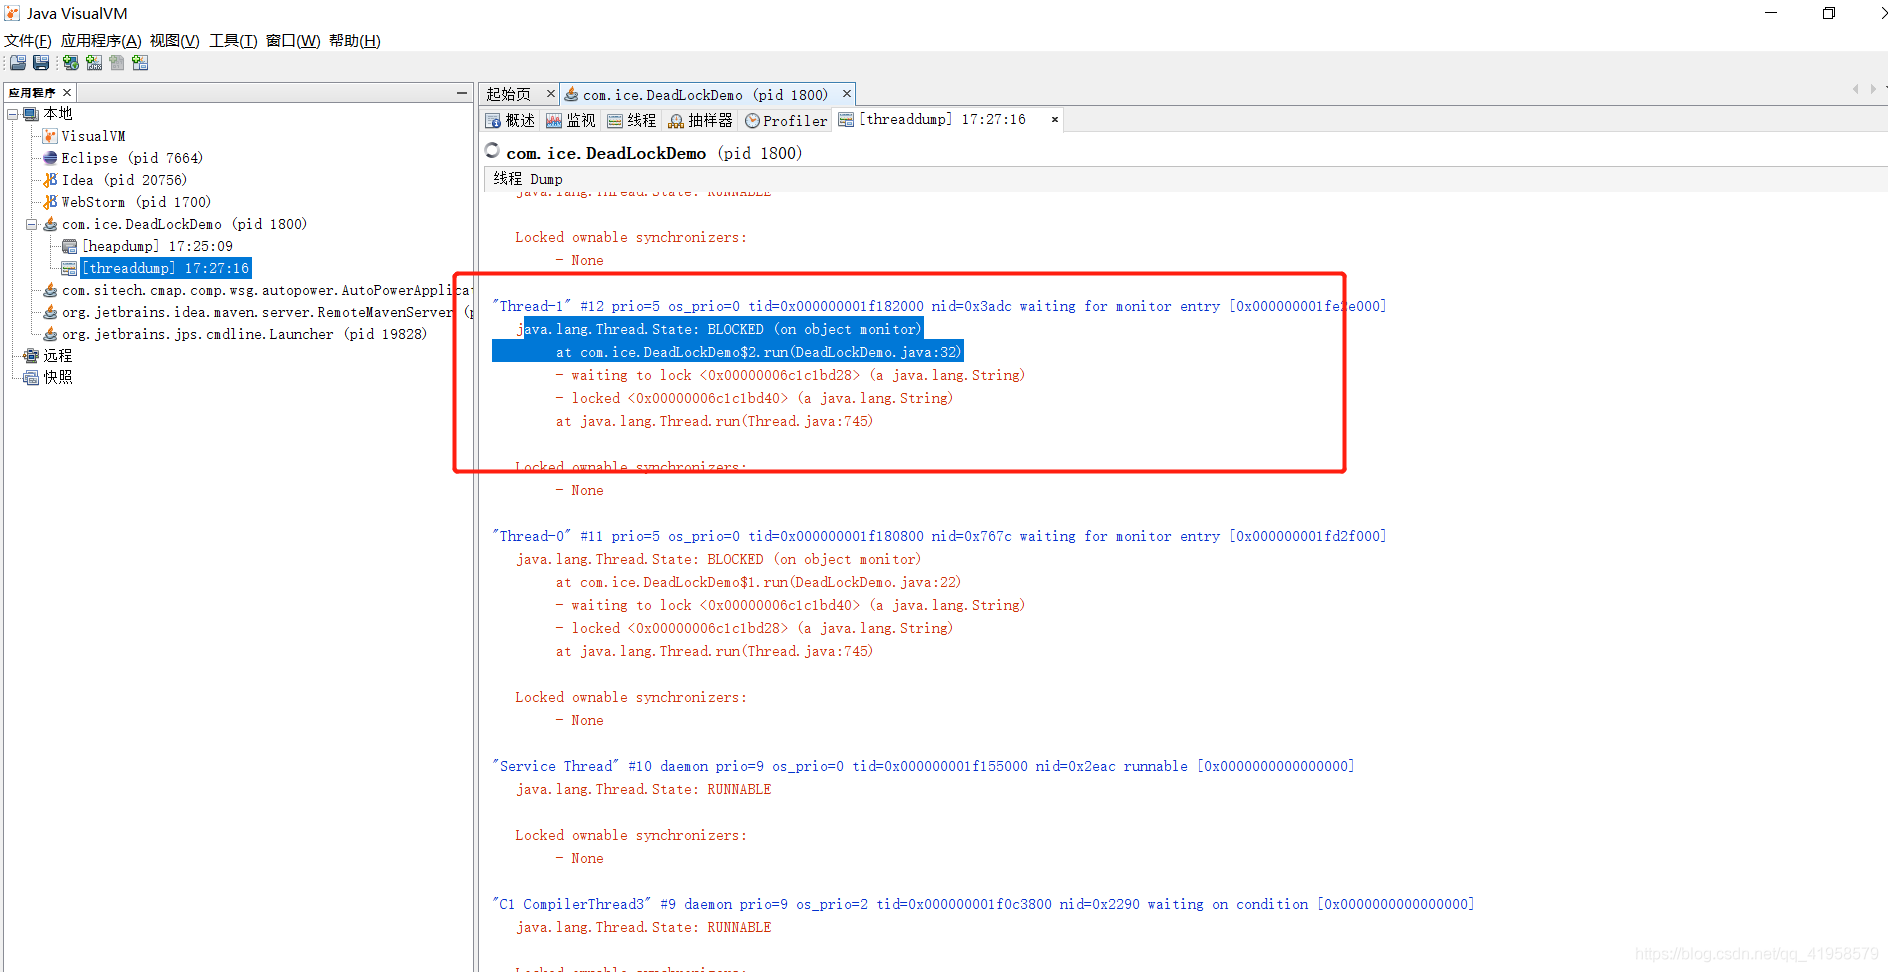 Java VisualVM
文件(F) 应用程序(A) 视图(V) 工具(T) 窗口(W) 帮助(H)
应用程序
本地
VisualVM
Eclipse (pid 7664)
Idea (pid 20756)
WebStorm (pid 1700)
com.ice.DeadLockDemo (pid 1800)
[heapdump] 17:25:09
[threaddump] 17:27:16
com.sitech.cmap.comp.wsg.autopower.AutoPowerApplica
org.jetbrains.idea.maven.server.RemoteMavenServer (p
org.jetbrains.jps.cmdline.Launcher (pid 19828)
远程
快照
起始页 com.ice.DeadLockDemo (pid 1800)
概述 监视 线程 抽样器 Profiler [threaddump] 17:27:16
com.ice.DeadLockDemo (pid 1800)
线程 Dump
java.lang.Thread.State: RUNNABLE
Locked ownable synchronizers:
- None
"Thread-1" #12 prio=5 os_prio=0 tid=0x000000001f182000 nid=0x3adc waiting for monitor entry [0x000000001fe2e000]
java.lang.Thread.State: BLOCKED (on object monitor)
at com.ice.DeadLockDemo$2.run(DeadLockDemo.java:32)
- waiting to lock <0x00000006c1c1bd28> (a java.lang.String)
- locked <0x00000006c1c1bd40> (a java.lang.String)
at java.lang.Thread.run(Thread.java:745)
Locked ownable synchronizers:
- None
"Thread-0" #11 prio=5 os_prio=0 tid=0x000000001f180800 nid=0x767c waiting for monitor entry [0x000000001fd2f000]
java.lang.Thread.State: BLOCKED (on object monitor)
at com.ice.DeadLockDemo$1.run(DeadLockDemo.java:22)
- waiting to lock <0x00000006c1c1bd40> (a java.lang.String)
- locked <0x00000006c1c1bd28> (a java.lang.String)
at java.lang.Thread.run(Thread.java:745)
Locked ownable synchronizers:
- None
"Service Thread" #10 daemon prio=9 os_prio=0 tid=0x000000001f155000 nid=0x2eac runnable [0x0000000000000000]
java.lang.Thread.State: RUNNABLE
Locked ownable synchronizers:
- None
"C1 CompilerThread3" #9 daemon prio=9 os_prio=2 tid=0x000000001f0c3800 nid=0x2290 waiting on condition [0x0000000000000000]
java.lang.Thread.State: RUNNABLE
Locked ownable synchronizers:
https://blog.csdn.net/qq_41958579